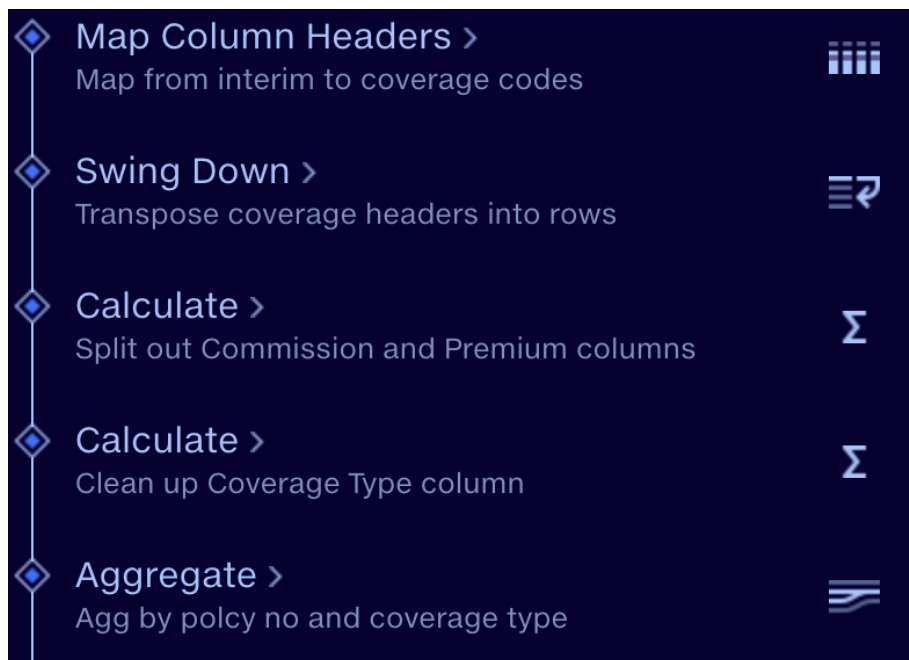 Map Column Headers >
Map from interim to coverage codes
Swing Down >
Transpose coverage headers into rows
Calculate >
Split out Commission and Premium columns
Calculate >
Clean up Coverage Type column
Aggregate >
Agg by polcy no and coverage type